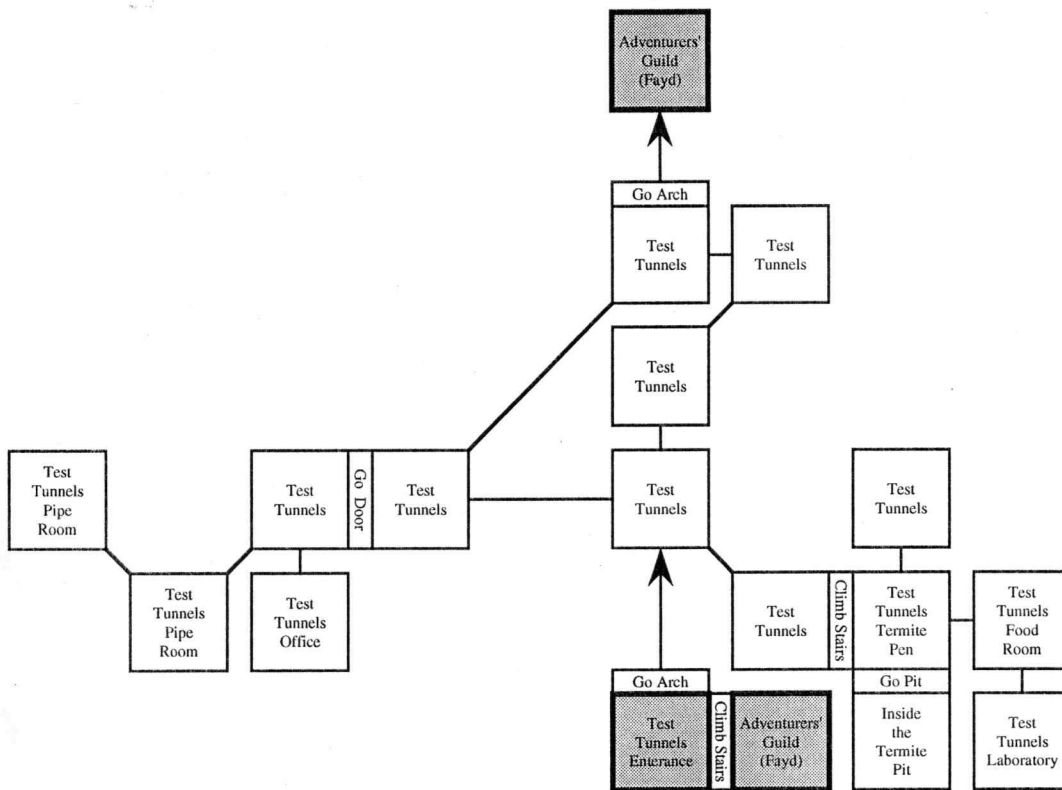 Adventurers'
Guild
(Fayd)
Go Arch
Test
Tunnels
Test
Tunnels
Test
Tunnels
Test
Tunnels
Pipe
Room
Test
Tunnels
Go Door
Test
Tunnels
Test
Tunnels
Test
Tunnels
Test
Tunnels
Pipe
Room
Test
Tunnels
Office
Test
Tunnels
Climb Stairs
Test
Tunnels
Termite
Pen
Test
Tunnels
Food
Room
Go Arch
Go Pit
Test
Tunnels
Enterance
Climb Stairs
Adventurers'
Guild
(Fayd)
Inside
the
Termite
Pit
Test
Tunnels
Laboratory